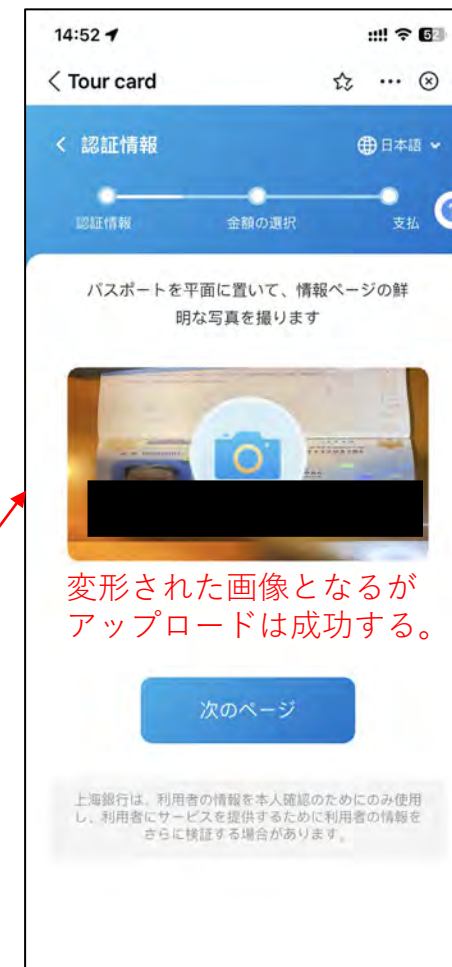 14:52
52
Tour card
認証情報
日本語
認証情報 金額の選択 支払
パスポートを平面に置いて、情報ページの鮮
明な写真を撮ります
変形された画像となるが
アップロードは成功する。
次のページ
上海銀行は、利用者の情報を本人確認のためにのみ使用
し、利用者にサービスを提供するために利用者の情報を
さらに検証する場合があります。